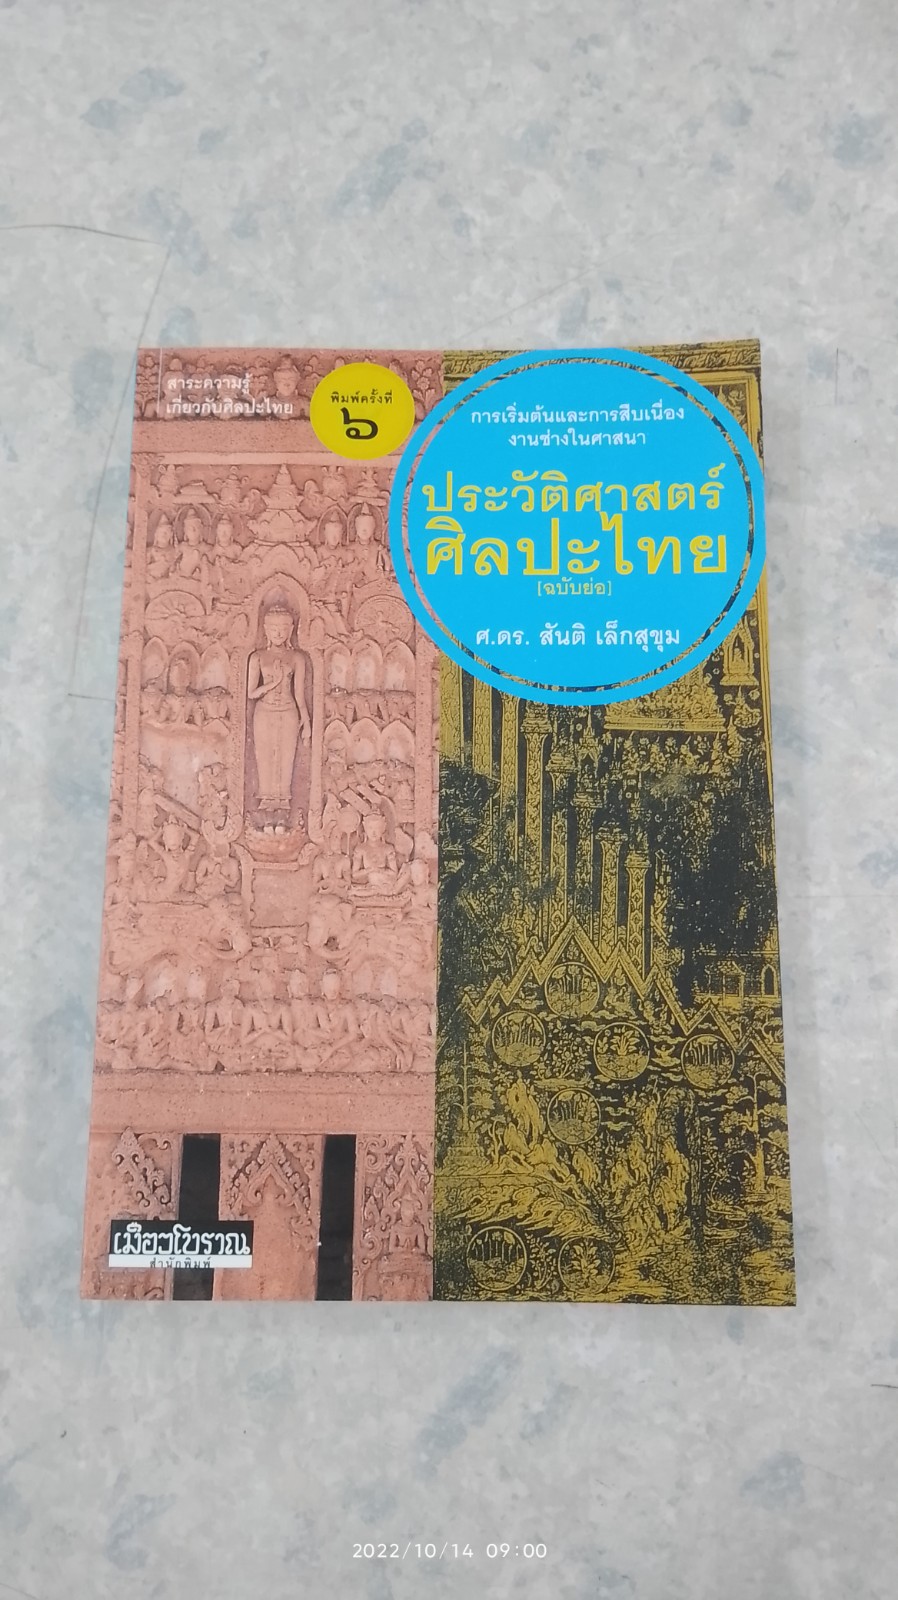 สาระความรู้
เกี่ยวกับศิลปะไทย
พิมพ์ครั้งที่
๖
การเริ่มต้นและการสืบเนื่อง
งานช่างในศาสนา
ประวัติศาสตร์
ศิลปะไทย
[ฉบับย่อ]
ศ.ดร. สันติ เล็กสุขุม
เมืองโบราณ
สำนักพิมพ์
2022/10/14 09:00